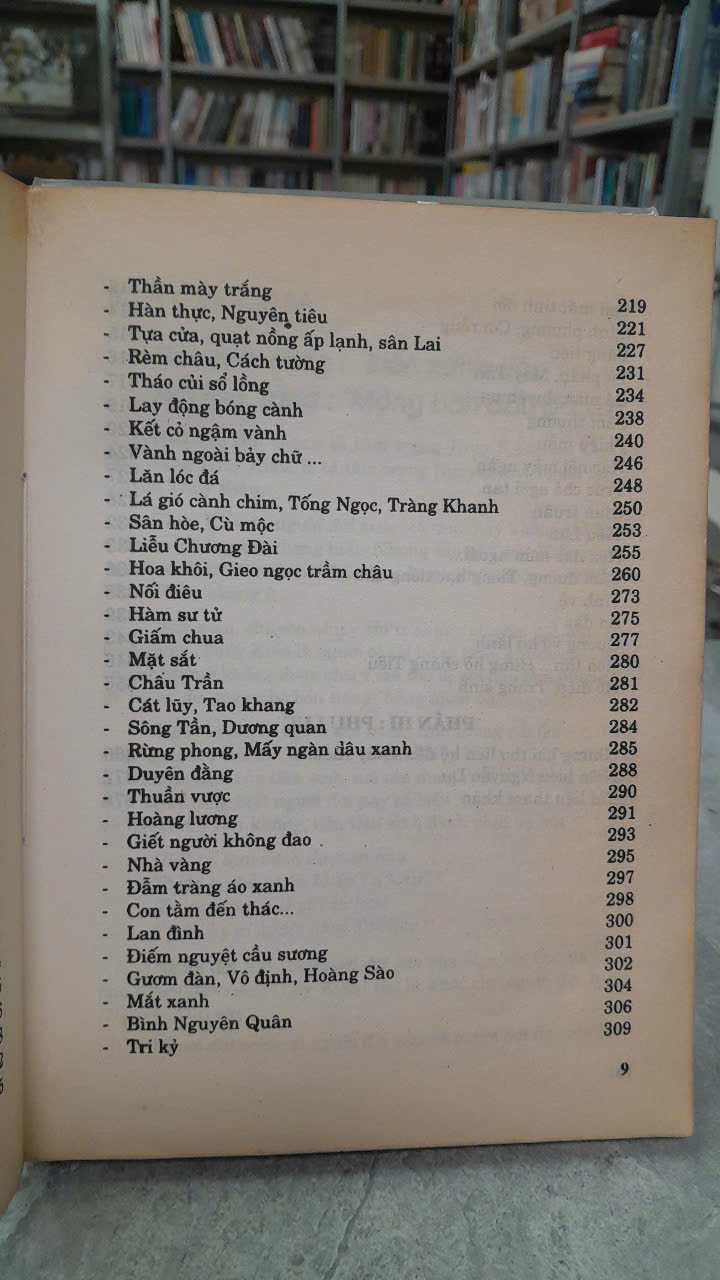 - Thần mày trắng 219
- Hàn thực, Nguyên tiêu 221
- Tựa cửa, quạt nồng ấp lạnh, sân Lai 227
- Rèm châu, Cách tường 231
- Tháo củi sổ lồng 234
- Lay động bóng cành 238
- Kết cỏ ngậm vành 240
- Vành ngoài bảy chữ ... 246
- Lăn lóc đá 248
- Lá gió cành chim, Tống Ngọc, Tràng Khanh 250
- Sân hòe, Cù mộc 253
- Liễu Chương Đài 255
- Hoa khôi, Gieo ngọc trầm châu 260
- Nối điêu 273
- Hàm sư tử 275
- Giấm chua 277
- Mặt sắt 280
- Châu Trần 281
- Cát lũy, Tao khang 282
- Sông Tần, Dương quan 284
- Rừng phong, Mấy ngàn dâu xanh 285
- Duyên đằng 288
- Thuần vược 290
- Hoàng lương 291
- Giết người không đao 293
- Nhà vàng 295
- Đẫm tràng áo xanh 297
- Con tằm đến thác... 298
- Lan đình 300
- Điếm nguyệt cầu sương 301
- Gươm đàn, Vô định, Hoàng Sào 302
- Mắt xanh 304
- Bình Nguyên Quân 306
- Tri kỷ 309
9